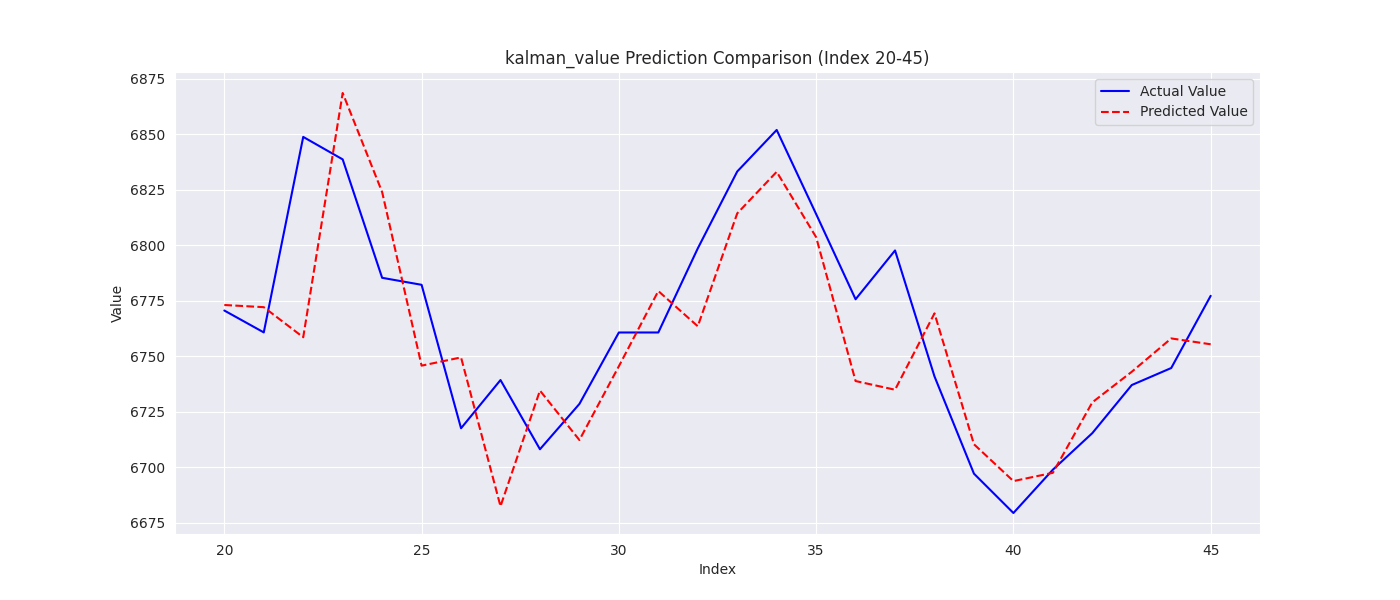 kalman_value Prediction Comparison (Index 20-45)
Actual Value
Predicted Value
6875
6850
6825
6800
6775
6750
6725
6700
6675
Value
20 25 30 35 40 45
Index